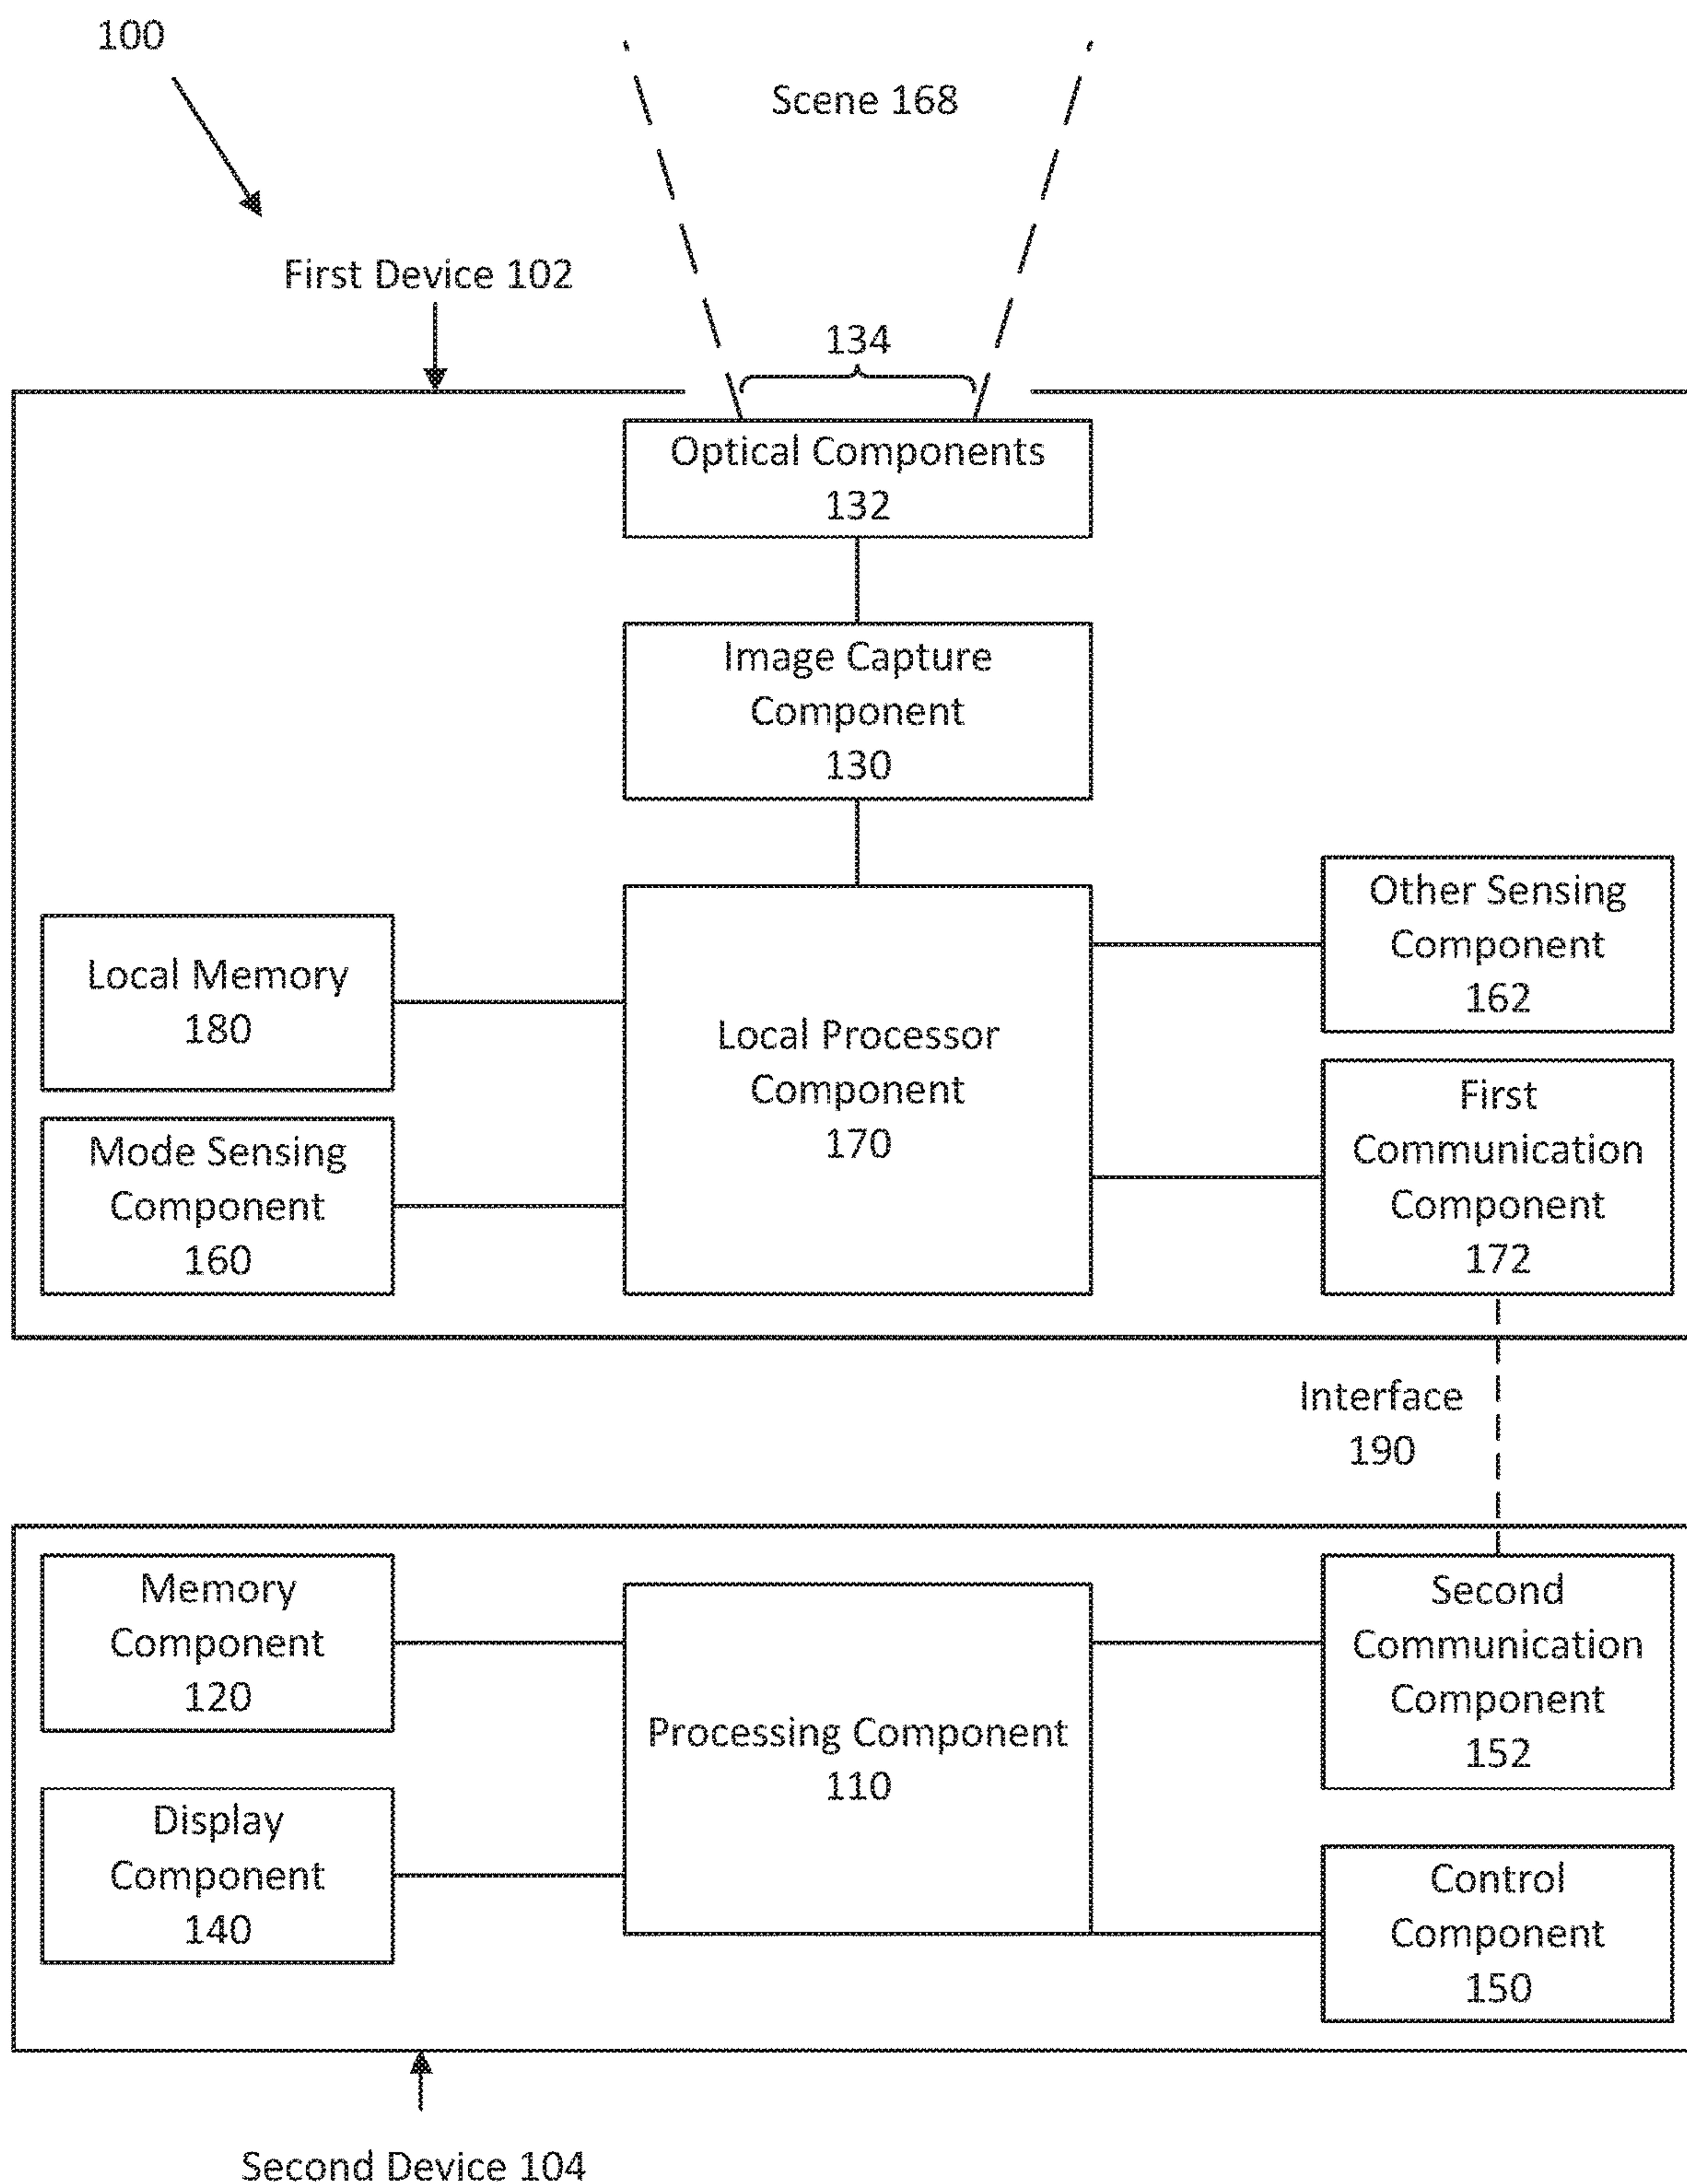 100
Scene 168
First Device 102
134
Optical Components
132
Image Capture
Component
130
Other Sensing
Component
162
Local Memory
180
Local Processor
Component
170
First
Communication
Component
172
Mode Sensing
Component
160
Interface
190
Memory
Component
120
Second
Communication
Component
152
Processing Component
110
Display
Component
140
Control
Component
150
Second Device 104